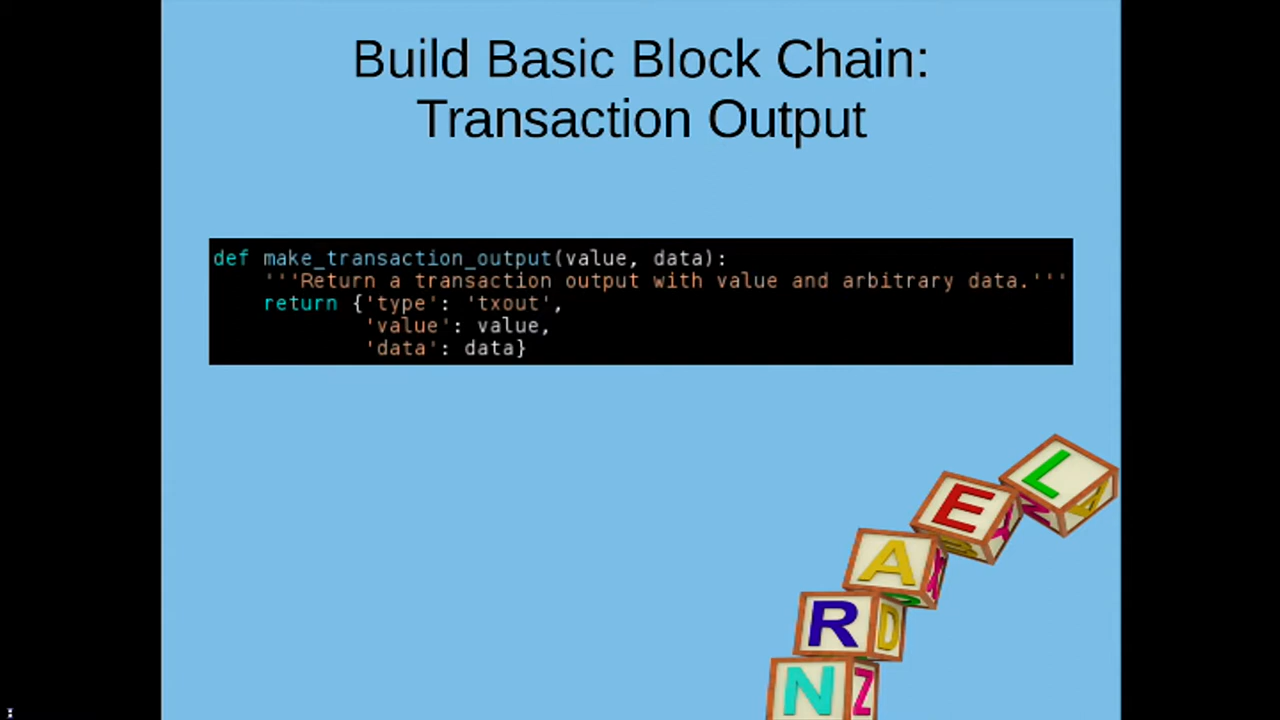 Build Basic Block Chain:
Transaction Output
def make_transaction_output(value, data):
    '''Return a transaction output with value and arbitrary data.'''
    return {'type': 'txout',
            'value': value,
            'data': data}
L
E
A
R D
N Z